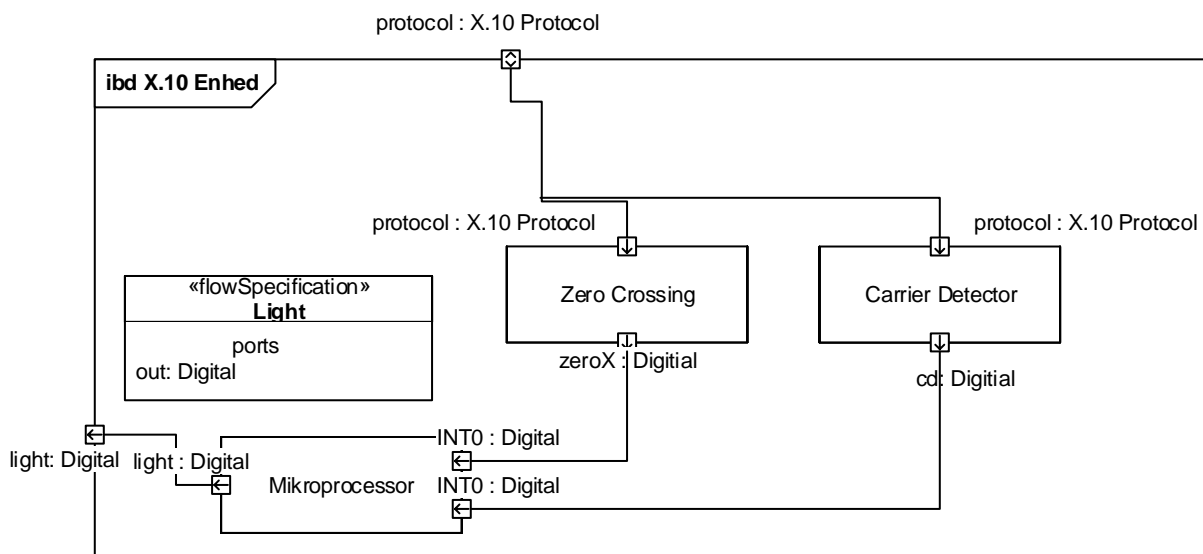 protocol : X.10 Protocol
ibd X.10 Enhed
protocol : X.10 Protocol
protocol : X.10 Protocol
«flowSpecification»
Light
ports
out: Digital
Zero Crossing
Carrier Detector
zeroX : Digitial
cd: Digitial
light: Digital
light : Digital
INT0 : Digital
Mikroprocessor
INT0 : Digital